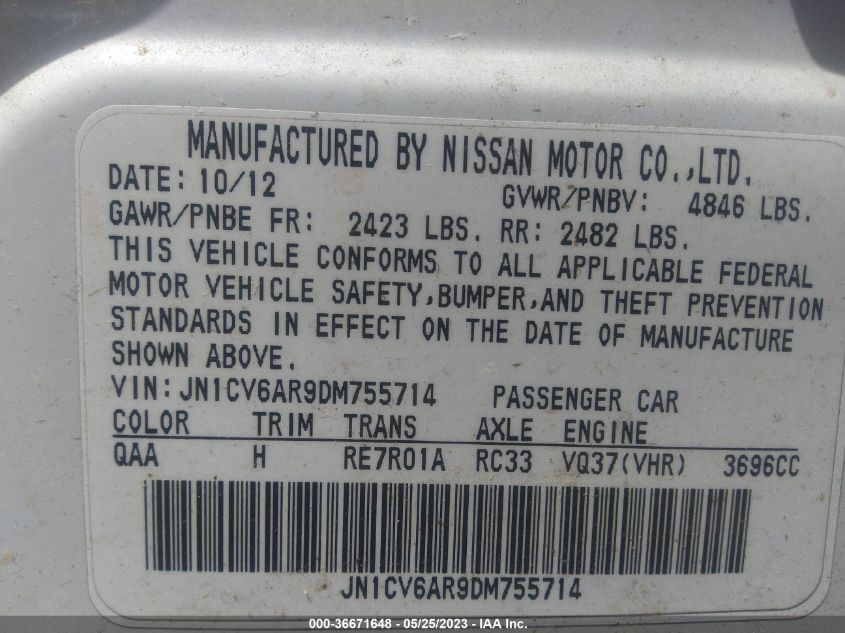 MANUFACTURED BY NISSAN MOTOR CO.,LTD.
DATE: 10/12 GVWR/PNBV: 4846 LBS.
GAWR/PNBE FR: 2423 LBS. RR: 2482 LBS.
THIS VEHICLE CONFORMS TO ALL APPLICABLE FEDERAL
MOTOR VEHICLE SAFETY,BUMPER,AND THEFT PREVENTION
STANDARDS IN EFFECT ON THE DATE OF MANUFACTURE
SHOWN ABOVE.
VIN:JN1CV6AR9DM755714 PASSENGER CAR
COLOR TRIM TRANS AXLE ENGINE
QAA H RE7R01A RC33 VQ37(VHR) 3696CC
JN1CV6AR9DM755714
000-36671648 - 05/25/2023 - IAAI.COM